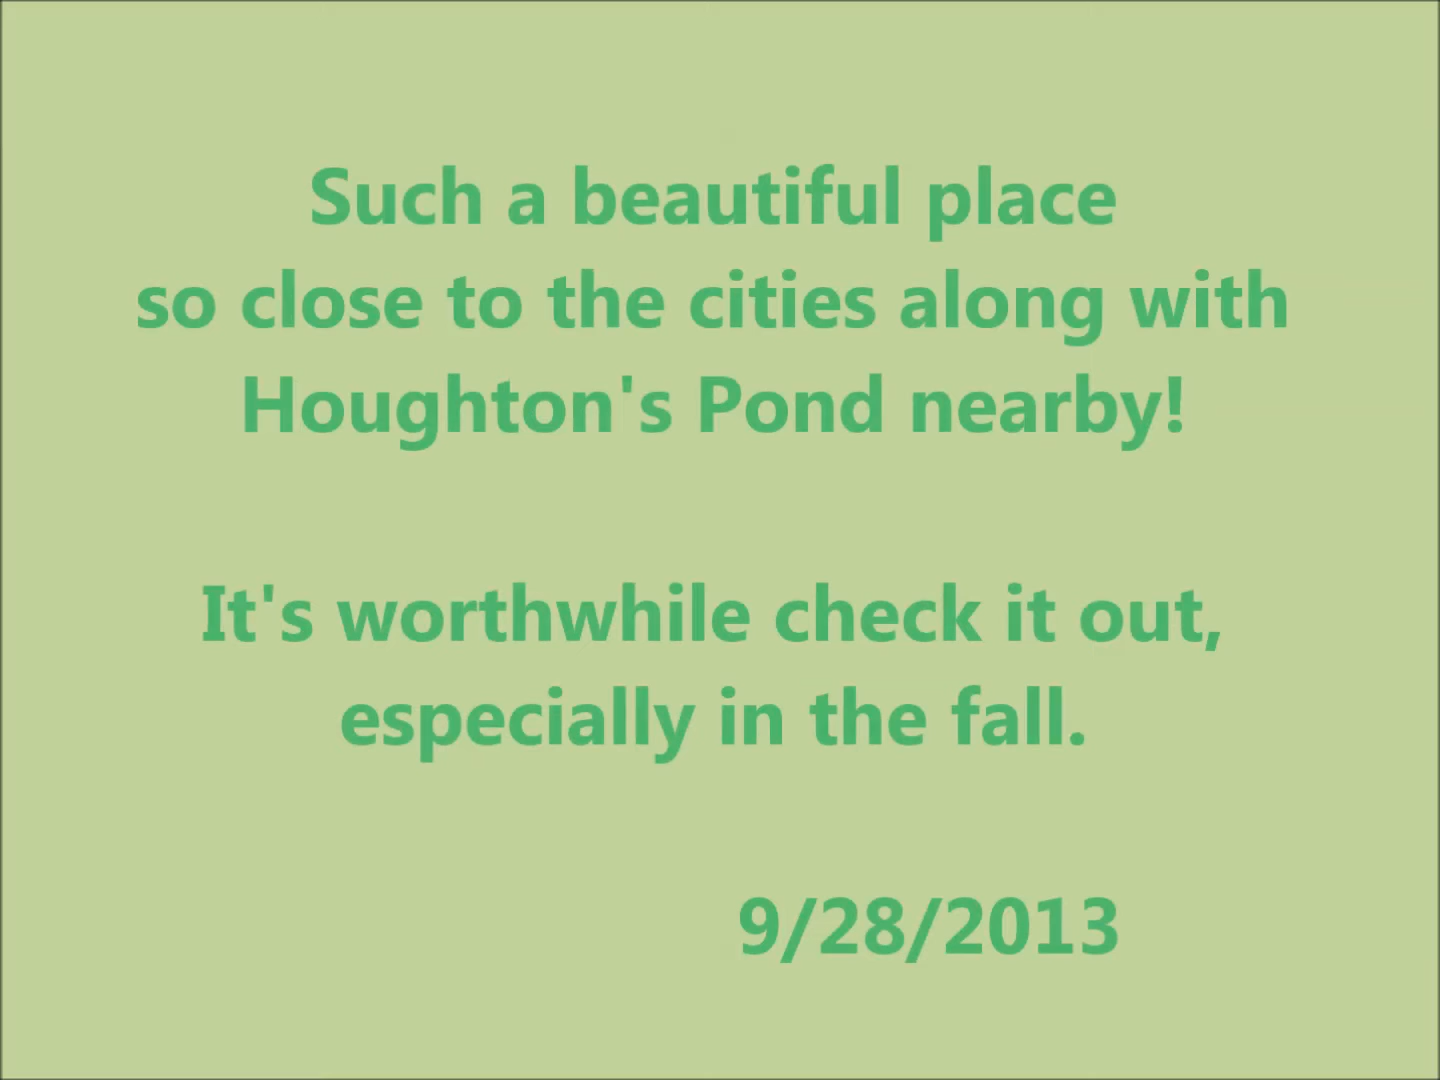 Such a beautiful place
so close to the cities along with
Houghton's Pond nearby!
It's worthwhile check it out,
especially in the fall.
9/28/2013